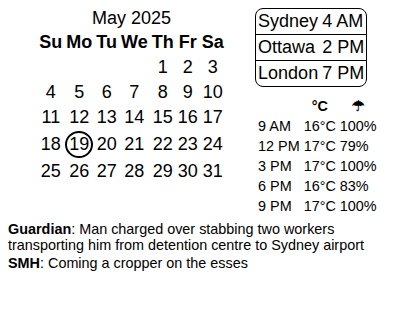 May 2025
Su Mo Tu We Th Fr Sa
1 2 3
4 5 6 7 8 9 10
11 12 13 14 15 16 17
18 19 20 21 22 23 24
25 26 27 28 29 30 31
Sydney 4 AM
Ottawa 2 PM
London 7 PM
°C ☂
9 AM 16°C 100%
12 PM 17°C 79%
3 PM 17°C 100%
6 PM 16°C 83%
9 PM 17°C 100%
Guardian: Man charged over stabbing two workers
transporting him from detention centre to Sydney airport
SMH: Coming a cropper on the esses